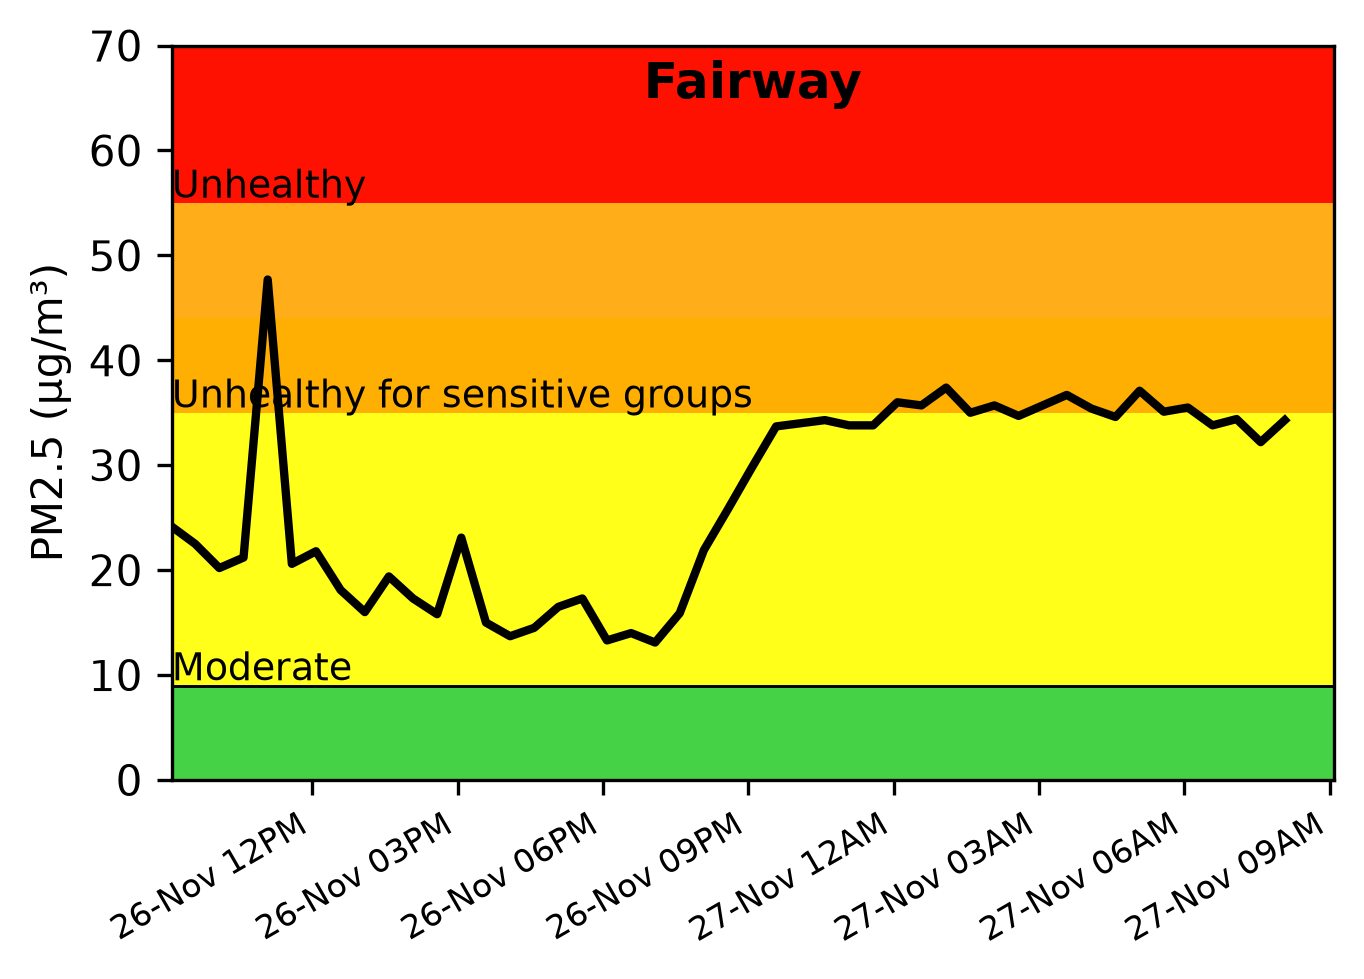 Fairway
PM2.5 (µg/m³)
70
60
50
40
30
20
10
0
Unhealthy
Unhealthy for sensitive groups
Moderate
26-Nov 12PM
26-Nov 03PM
26-Nov 06PM
26-Nov 09PM
27-Nov 12AM
27-Nov 03AM
27-Nov 06AM
27-Nov 09AM